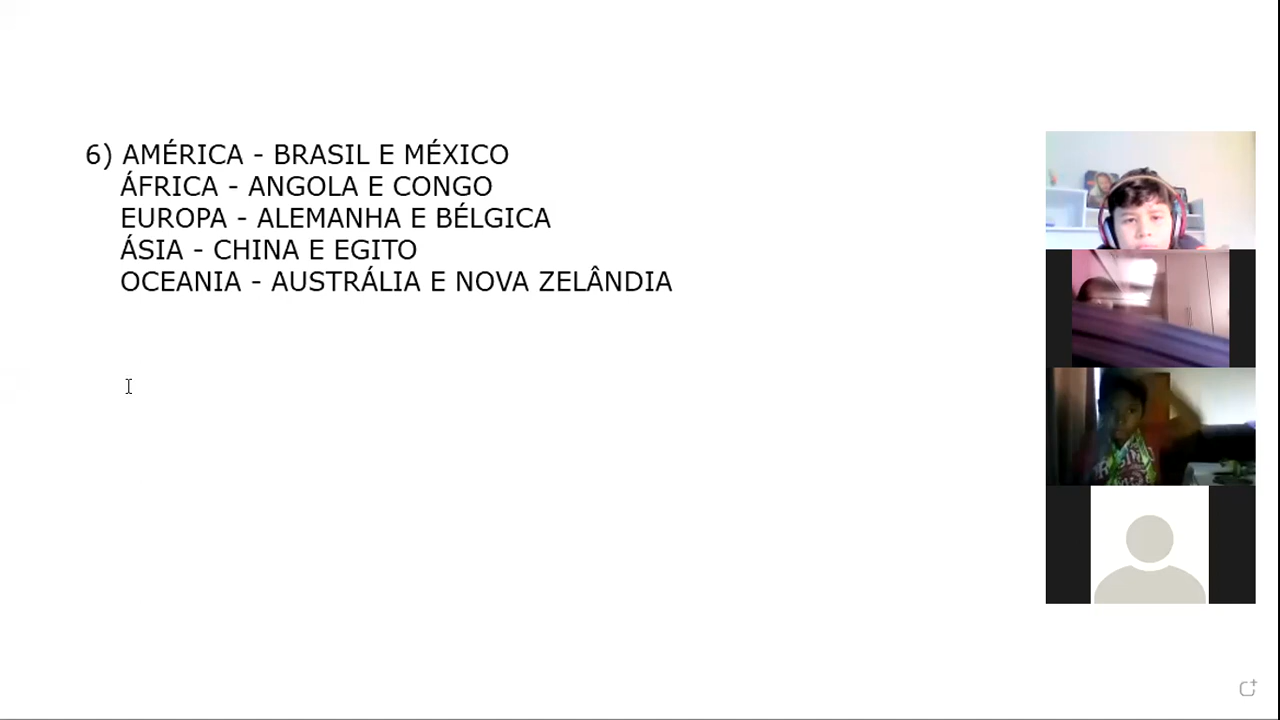 6) AMÉRICA - BRASIL E MÉXICO
ÁFRICA - ANGOLA E CONGO
EUROPA - ALEMANHA E BÉLGICA
ÁSIA - CHINA E EGITO
OCEANIA - AUSTRÁLIA E NOVA ZELÂNDIA